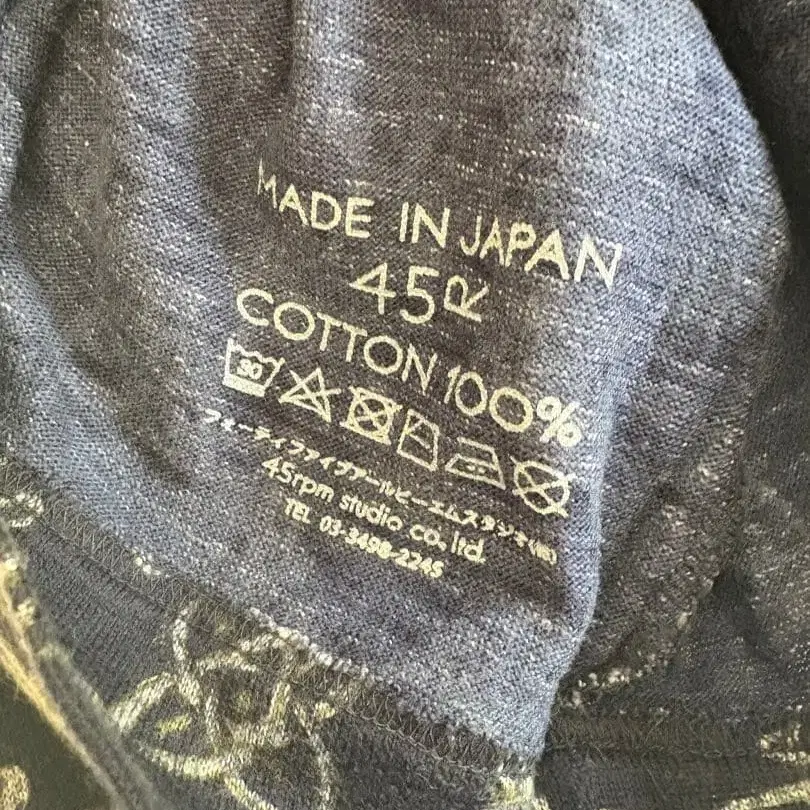 MADE IN JAPAN
45R
COTTON 100%
30
フォーティファイブアールピーエムスタジオ(株)
45rpm studio co., ltd.
TEL 03-3498-2245